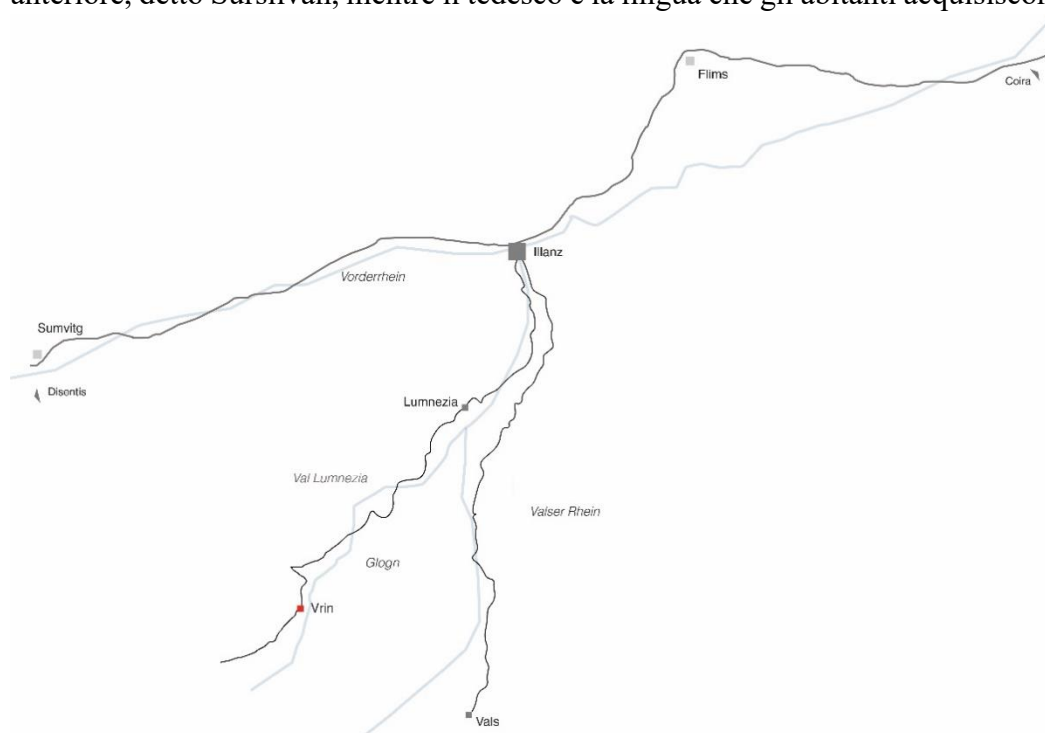 anteriore, detto Sursilvan, mentre il tedesco è la lingua che gli abitanti acquisiscon
Flims
Coira
Illanz
Vorderrhein
Sumvitg
Disentis
Lumnezia
Val Lumnezia
Valser Rhein
Glogn
Vrin
Vals